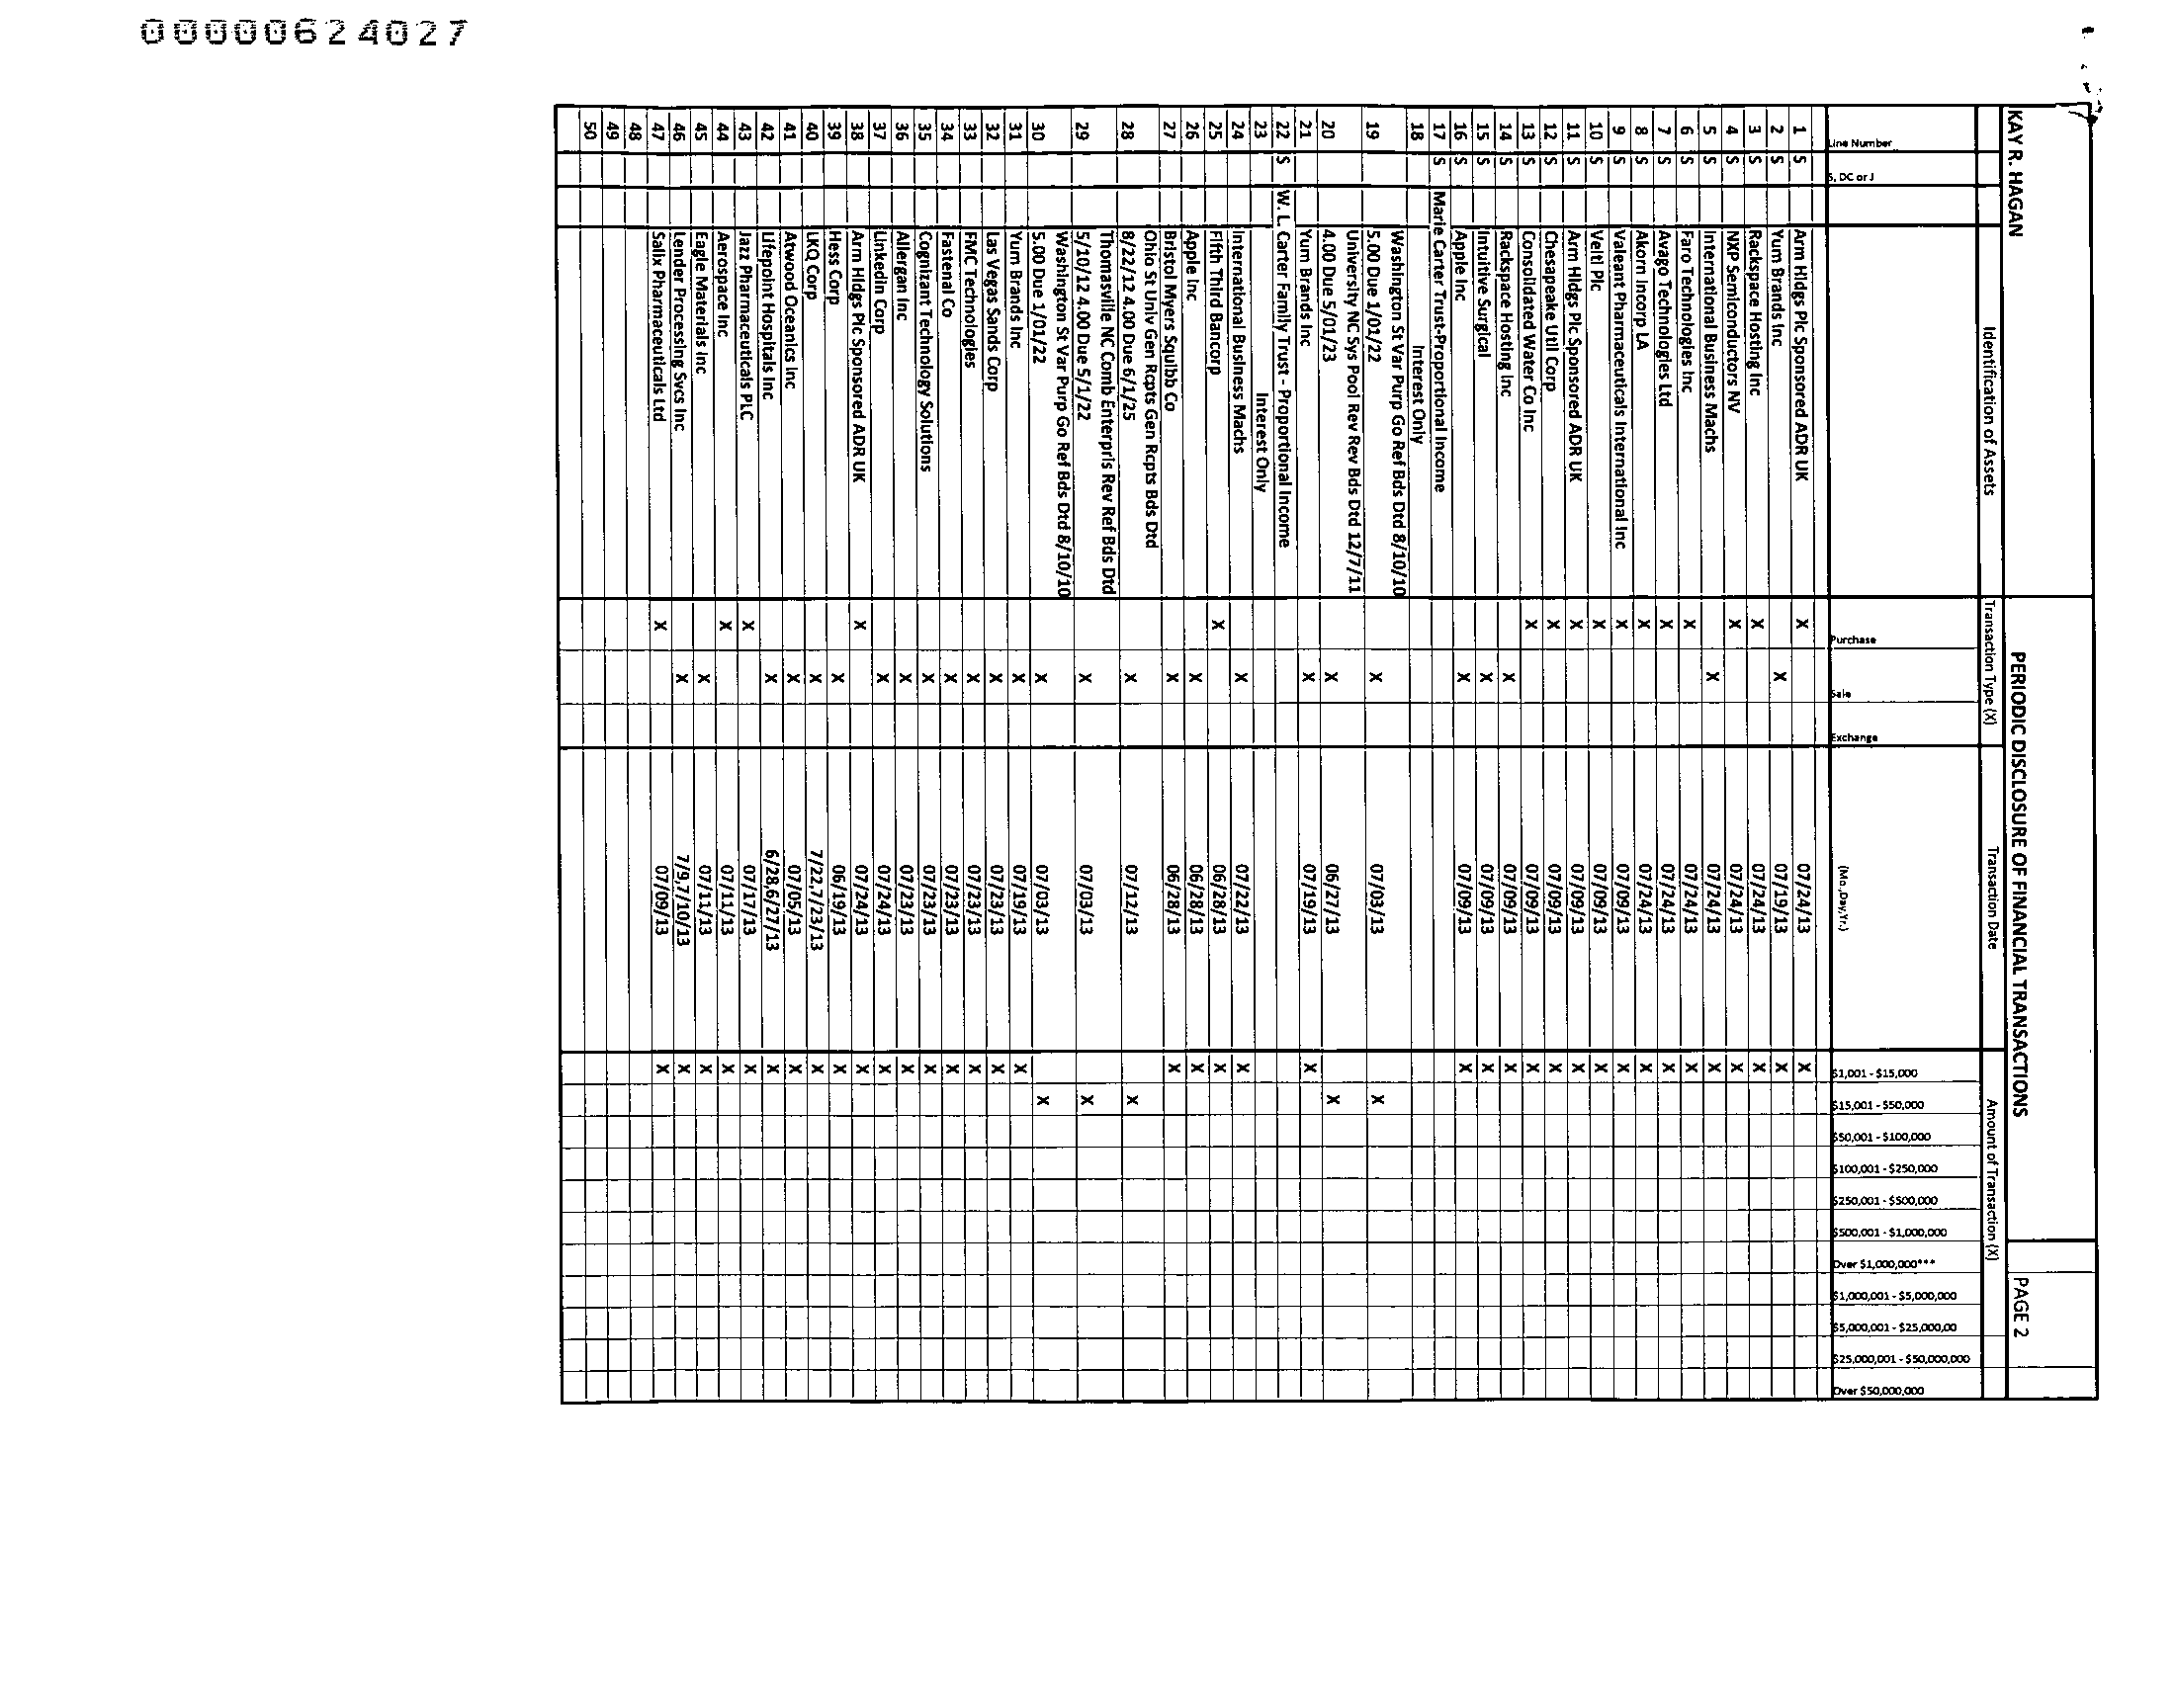 00000624027
KAY R. HAGAN PERIODIC DISCLOSURE OF FINANCIAL TRANSACTIONS PAGE 2
Identification of Assets Transaction Type (X) Transaction Date Amount of Transaction (X)
Line Number S, DC or J Purchase Sale Exchange (Mo.,Day,Yr.) $1,001 - $15,000 $15,001 - $50,000 $50,001 - $100,000 $100,001 - $250,000 $250,001 - $500,000 $500,001 - $1,000,000 Over $1,000,000*** $1,000,001 - $5,000,000 $5,000,001 - $25,000,00 $25,000,001 - $50,000,000 Over $50,000,000
1 S Arm Hldgs Plc Sponsored ADR UK X 07/24/13 X
2 S Yum Brands Inc X 07/19/13 X
3 S Rackspace Hosting Inc X 07/24/13 X
4 S NXP Semiconductors NV X 07/24/13 X
5 S International Business Machs X 07/24/13 X
6 S Faro Technologies Inc X 07/24/13 X
7 S Avago Technologies Ltd X 07/24/13 X
8 S Akorn Incorp LA X 07/24/13 X
9 S Valeant Pharmaceuticals International Inc X 07/09/13 X
10 S Velti Plc X 07/09/13 X
11 S Arm Hldgs Plc Sponsored ADR UK X 07/09/13 X
12 S Chesapeake Util Corp X 07/09/13 X
13 S Consolidated Water Co Inc X 07/09/13 X
14 S Rackspace Hosting Inc X 07/09/13 X
15 S Intuitive Surgical X 07/09/13 X
16 S Apple Inc X 07/09/13 X
17 S Marie Carter Trust-Proportional Income
18 Interest Only
Washington St Var Purp Go Ref Bds Dtd 8/10/10
19 5.00 Due 1/01/22 X 07/03/13 X
University NC Sys Pool Rev Rev Bds Dtd 12/7/11
20 4.00 Due 5/01/23 X 06/27/13 X
21 Yum Brands Inc X 07/19/13 X
22 S W. L. Carter Family Trust - Proportional Income
23 Interest Only
24 International Business Machs X 07/22/13 X
25 Fifth Third Bancorp X 06/28/13 X
26 Apple Inc X 06/28/13 X
27 Bristol Myers Squibb Co X 06/28/13 X
Ohio St Univ Gen Rcpts Gen Rcpts Bds Dtd
28 8/22/12 4.00 Due 6/1/25 X 07/12/13 X
Thomasville NC Comb Enterpris Rev Ref Bds Dtd
29 5/10/12 4.00 Due 5/1/22 X 07/03/13 X
Washington St Var Purp Go Ref Bds Dtd 8/10/10
30 5.00 Due 1/01/22 X 07/03/13 X
31 Yum Brands Inc X 07/19/13 X
32 Las Vegas Sands Corp X 07/23/13 X
33 FMC Technologies X 07/23/13 X
34 Fastenal Co X 07/23/13 X
35 Cognizant Technology Solutions X 07/23/13 X
36 Allergan Inc X 07/23/13 X
37 Linkedin Corp X 07/24/13 X
38 Arm Hldgs Plc Sponsored ADR UK X 07/24/13 X
39 Hess Corp X 06/19/13 X
40 LKQ Corp X 7/22,7/23/13 X
41 Atwood Oceanics Inc X 07/05/13 X
42 Lifepoint Hospitals Inc X 6/28,6/27/13 X
43 Jazz Pharmaceuticals PLC X 07/17/13 X
44 Aerospace Inc X 07/11/13 X
45 Eagle Materials Inc X 07/11/13 X
46 Lender Processing Svcs Inc X 7/9,7/10/13 X
47 Salix Pharmaceuticals Ltd X 07/09/13 X
48
49
50